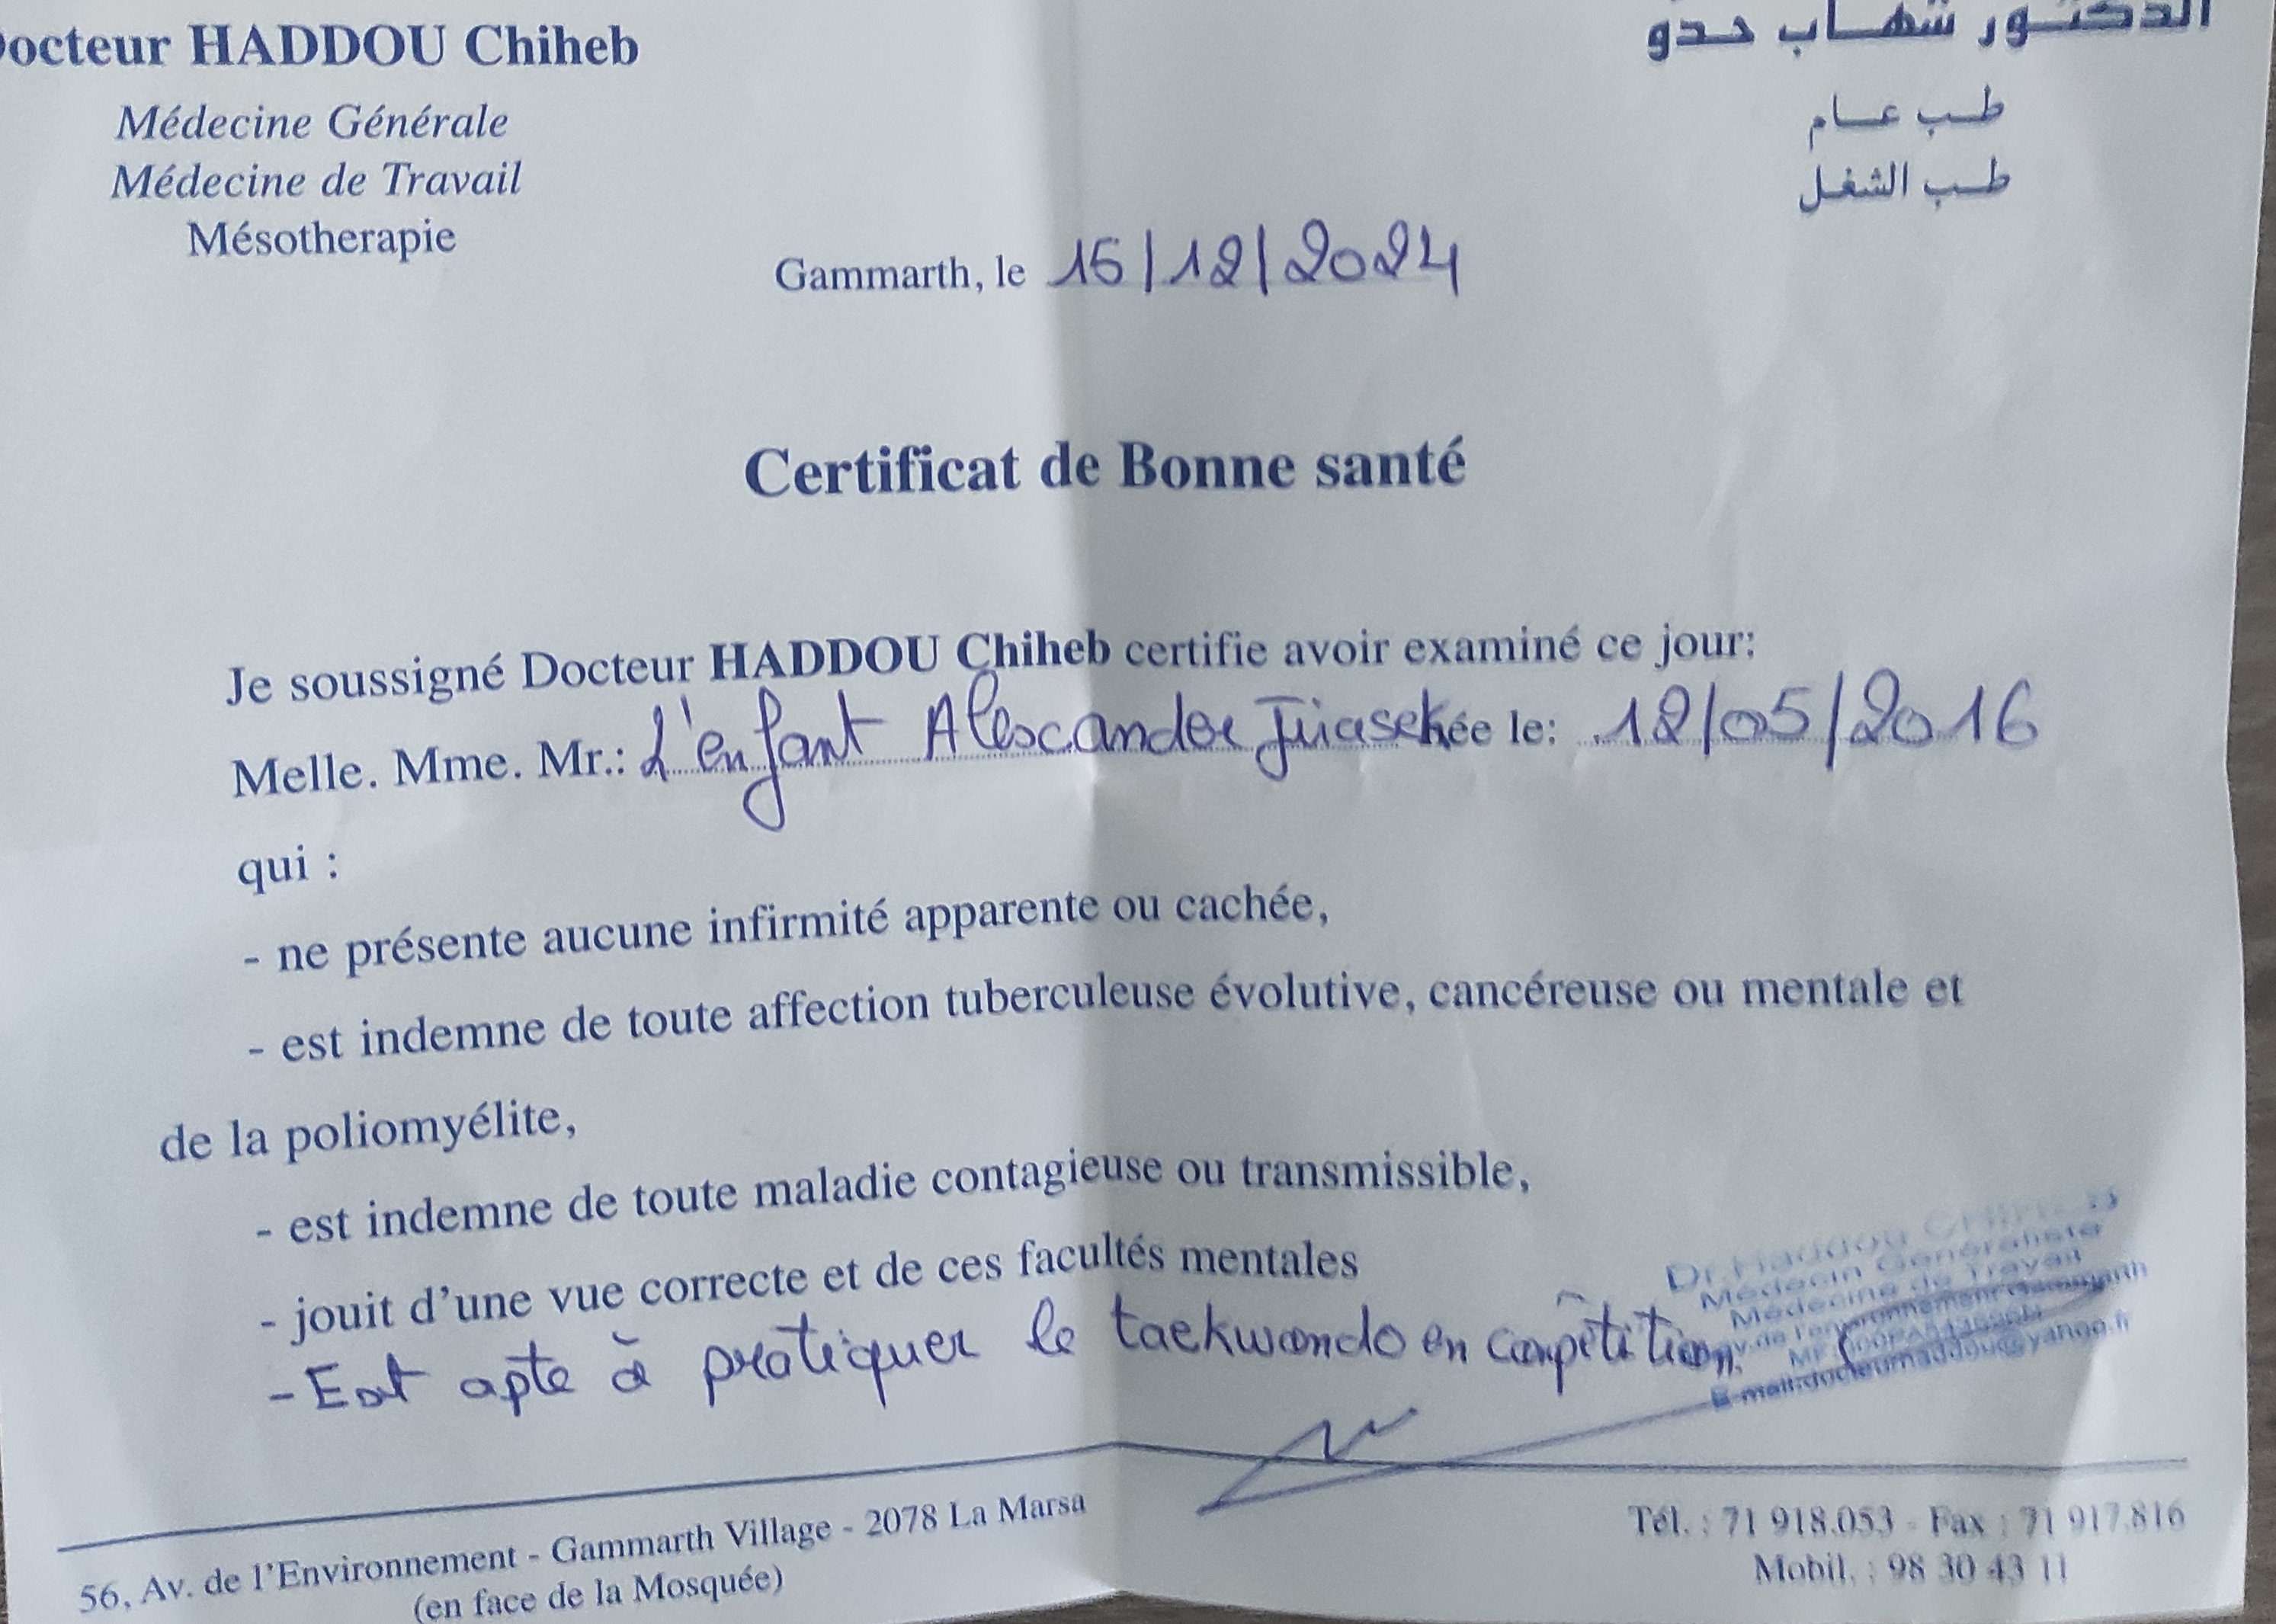 Docteur HADDOU Chiheb
الدكتور شهاب حدو
Médecine Générale
طب عام
Médecine de Travail
طب الشغل
Mésotherapie
Gammarth, le 15/12/2024
Certificat de Bonne santé
Je soussigné Docteur HADDOU Chiheb certifie avoir examiné ce jour:
Melle. Mme. Mr.: L'enfant Alexander née le: 12/05/2016
qui :
- ne présente aucune infirmité apparente ou cachée,
- est indemne de toute affection tuberculeuse évolutive, cancéreuse ou mentale et
de la poliomyélite,
- est indemne de toute maladie contagieuse ou transmissible,
- jouit d'une vue correcte et de ces facultés mentales
- Est apte à pratiquer le taekwondo en compétition
Dr Haddou
Médecin Généraliste
Médecine de Travail
56, Av. de l'Environnement - Gammarth Village - 2078 La Marsa
(en face de la Mosquée)
Tél. : 71 918.053 - Fax : 71 917.816
Mobil. : 98 30 43 11